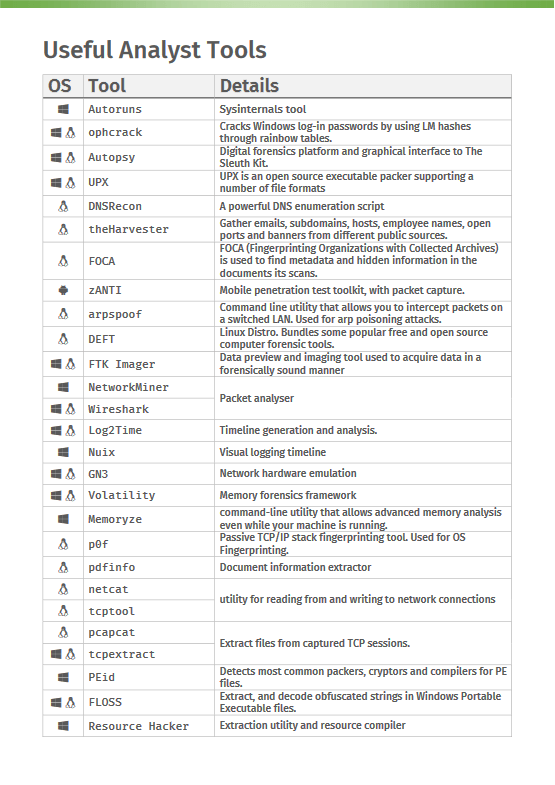 Useful Analyst Tools
OS Tool Details
Autoruns Sysinternals tool
ophcrack Cracks Windows log-in passwords by using LM hashes
through rainbow tables.
Autopsy Digital forensics platform and graphical interface to The
Sleuth Kit.
UPX UPX is an open source executable packer supporting a
number of file formats
DNSRecon A powerful DNS enumeration script
theHarvester Gather emails, subdomains, hosts, employee names, open
ports and banners from different public sources.
FOCA FOCA (Fingerprinting Organizations with Collected Archives)
is used to find metadata and hidden information in the
documents its scans.
zANTI Mobile penetration test toolkit, with packet capture.
arpspoof Command line utility that allows you to intercept packets on
a switched LAN. Used for arp poisoning attacks.
DEFT Linux Distro. Bundles some popular free and open source
computer forensic tools.
FTK Imager Data preview and imaging tool used to acquire data in a
forensically sound manner
NetworkMiner
Packet analyser
Wireshark
Log2Time Timeline generation and analysis.
Nuix Visual logging timeline
GN3 Network hardware emulation
Volatility Memory forensics framework
Memoryze command-line utility that allows advanced memory analysis
even while your machine is running.
p0f Passive TCP/IP stack fingerprinting tool. Used for OS
Fingerprinting.
pdfinfo Document information extractor
netcat
utility for reading from and writing to network connections
tcptool
pcapcat
Extract files from captured TCP sessions.
tcpextract
PEid Detects most common packers, cryptors and compilers for PE
files.
FLOSS Extract, and decode obfuscated strings in Windows Portable
Executable files.
Resource Hacker Extraction utility and resource compiler